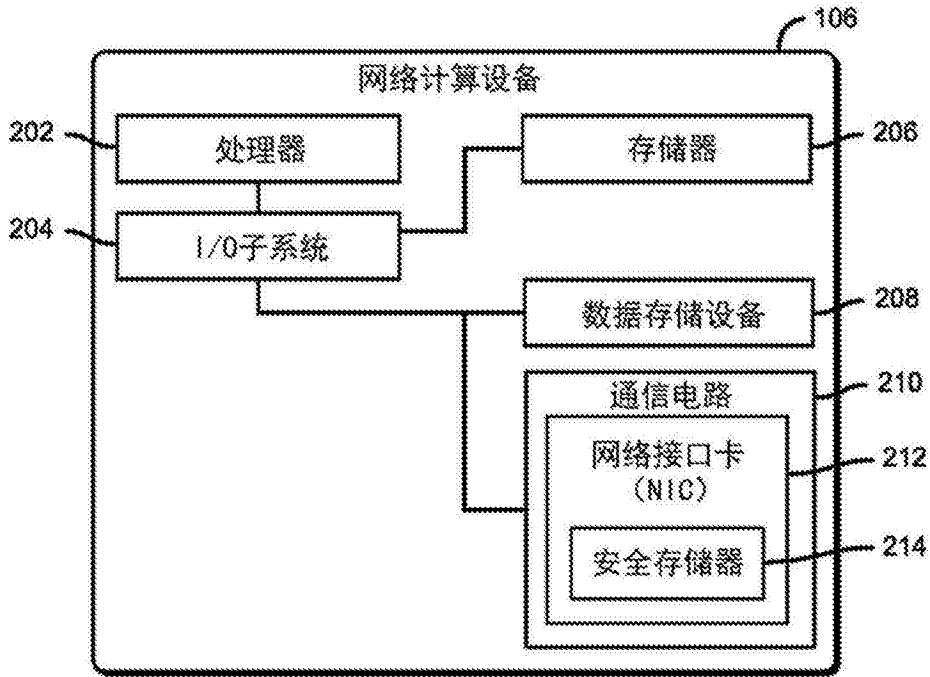 106
网络计算设备
202
处理器
存储器
206
204
I/O子系统
数据存储设备
208
通信电路
210
网络接口卡
(NIC)
212
安全存储器
214